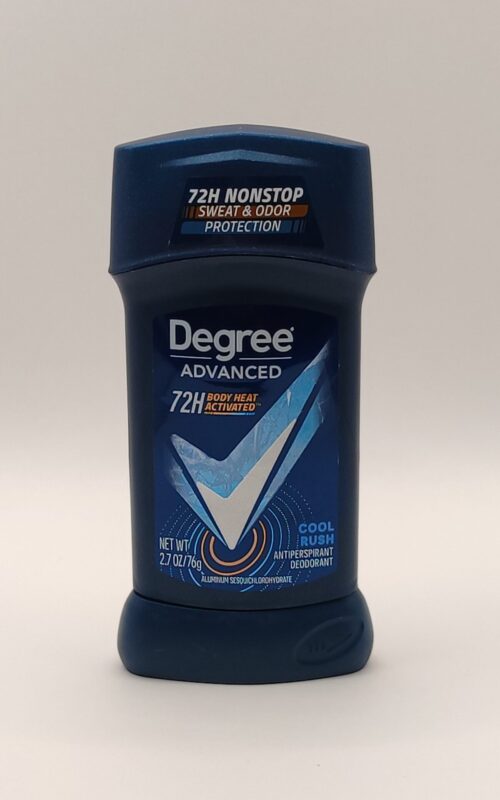 72H NONSTOP
SWEAT & ODOR
PROTECTION
Degree®
ADVANCED
72H BODY HEAT
ACTIVATED™
COOL
RUSH
ANTIPERSPIRANT
DEODORANT
NET WT
2.7 OZ/76g
ALUMINUM SESQUICHLOROHYDRATE